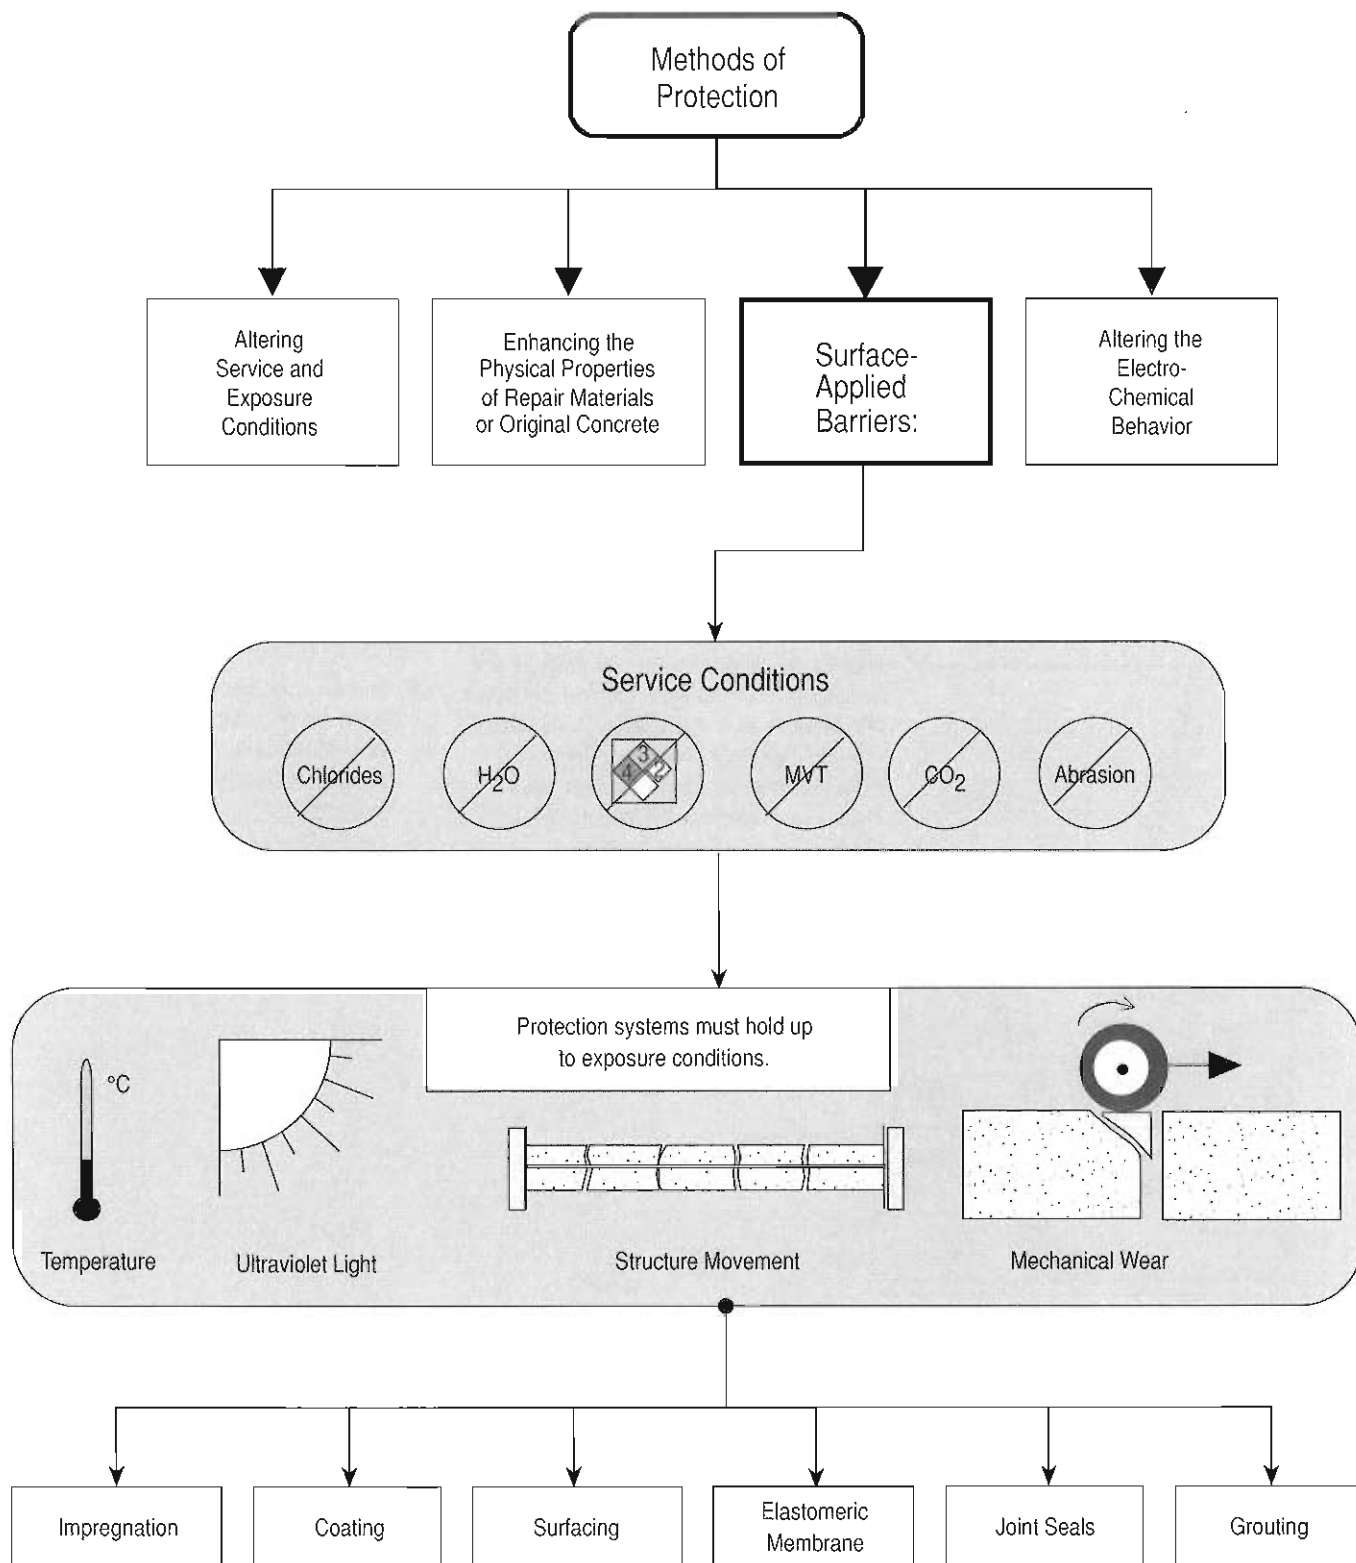 Methods of
Protection
Altering
Service and
Exposure
Conditions
Enhancing the
Physical Properties
of Repair Materials
or Original Concrete
Surface-
Applied
Barriers:
Altering the
Electro-
Chemical
Behavior
Service Conditions
Chlorides
H₂O
3
4 2
MVT
CO₂
Abrasion
Protection systems must hold up
to exposure conditions.
°C
Temperature
Ultraviolet Light
Structure Movement
Mechanical Wear
Impregnation
Coating
Surfacing
Elastomeric
Membrane
Joint Seals
Grouting